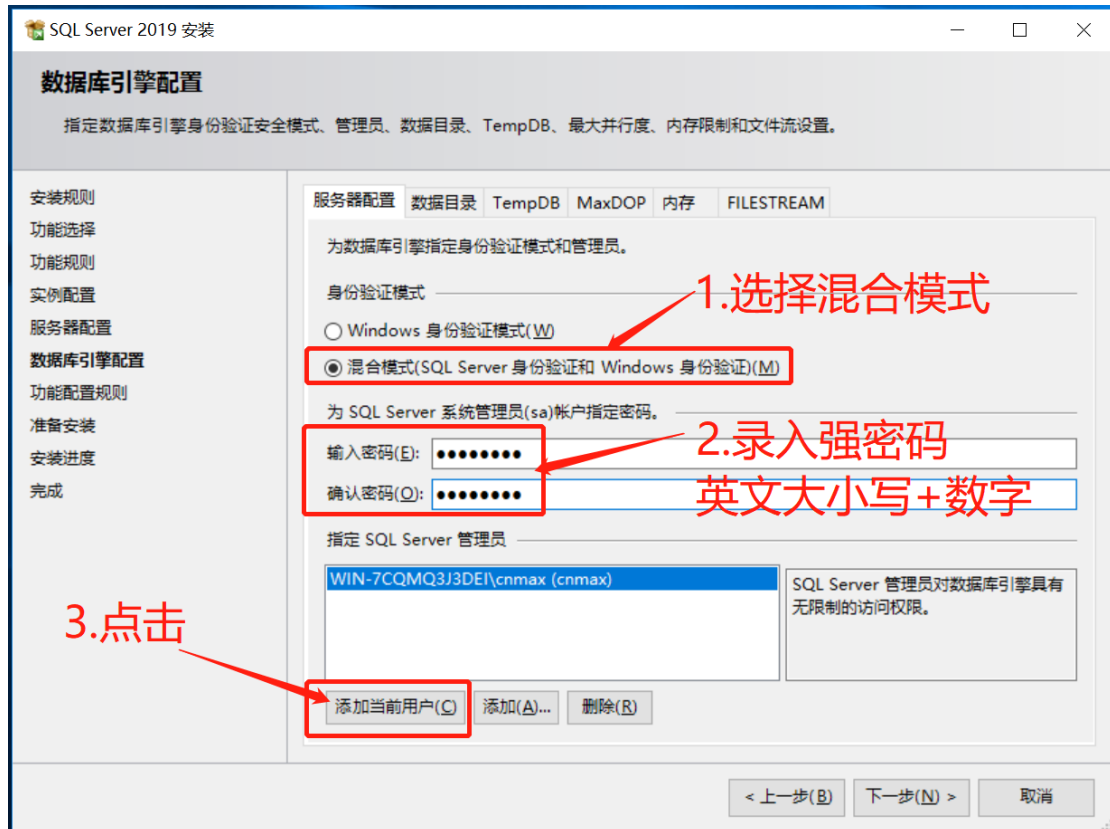 SQL Server 2019 安装
数据库引擎配置
指定数据库引擎身份验证安全模式、管理员、数据目录、TempDB、最大并行度、内存限制和文件流设置。
安装规则
功能选择
功能规则
实例配置
服务器配置
数据库引擎配置
功能配置规则
准备安装
安装进度
完成
服务器配置 数据目录 TempDB MaxDOP 内存 FILESTREAM
为数据库引擎指定身份验证模式和管理员。
身份验证模式
1.选择混合模式
Windows 身份验证模式(W)
混合模式(SQL Server 身份验证和 Windows 身份验证)(M)
为 SQL Server 系统管理员(sa)帐户指定密码。
2.录入强密码
英文大小写+数字
输入密码(E): ●●●●●●●●
确认密码(O): ●●●●●●●●
指定 SQL Server 管理员
WIN-7CQMQ3J3DEI\cnmax (cnmax)
SQL Server 管理员对数据库引擎具有
无限制的访问权限。
3.点击
添加当前用户(C) 添加(A)... 删除(R)
< 上一步(B) 下一步(N) > 取消